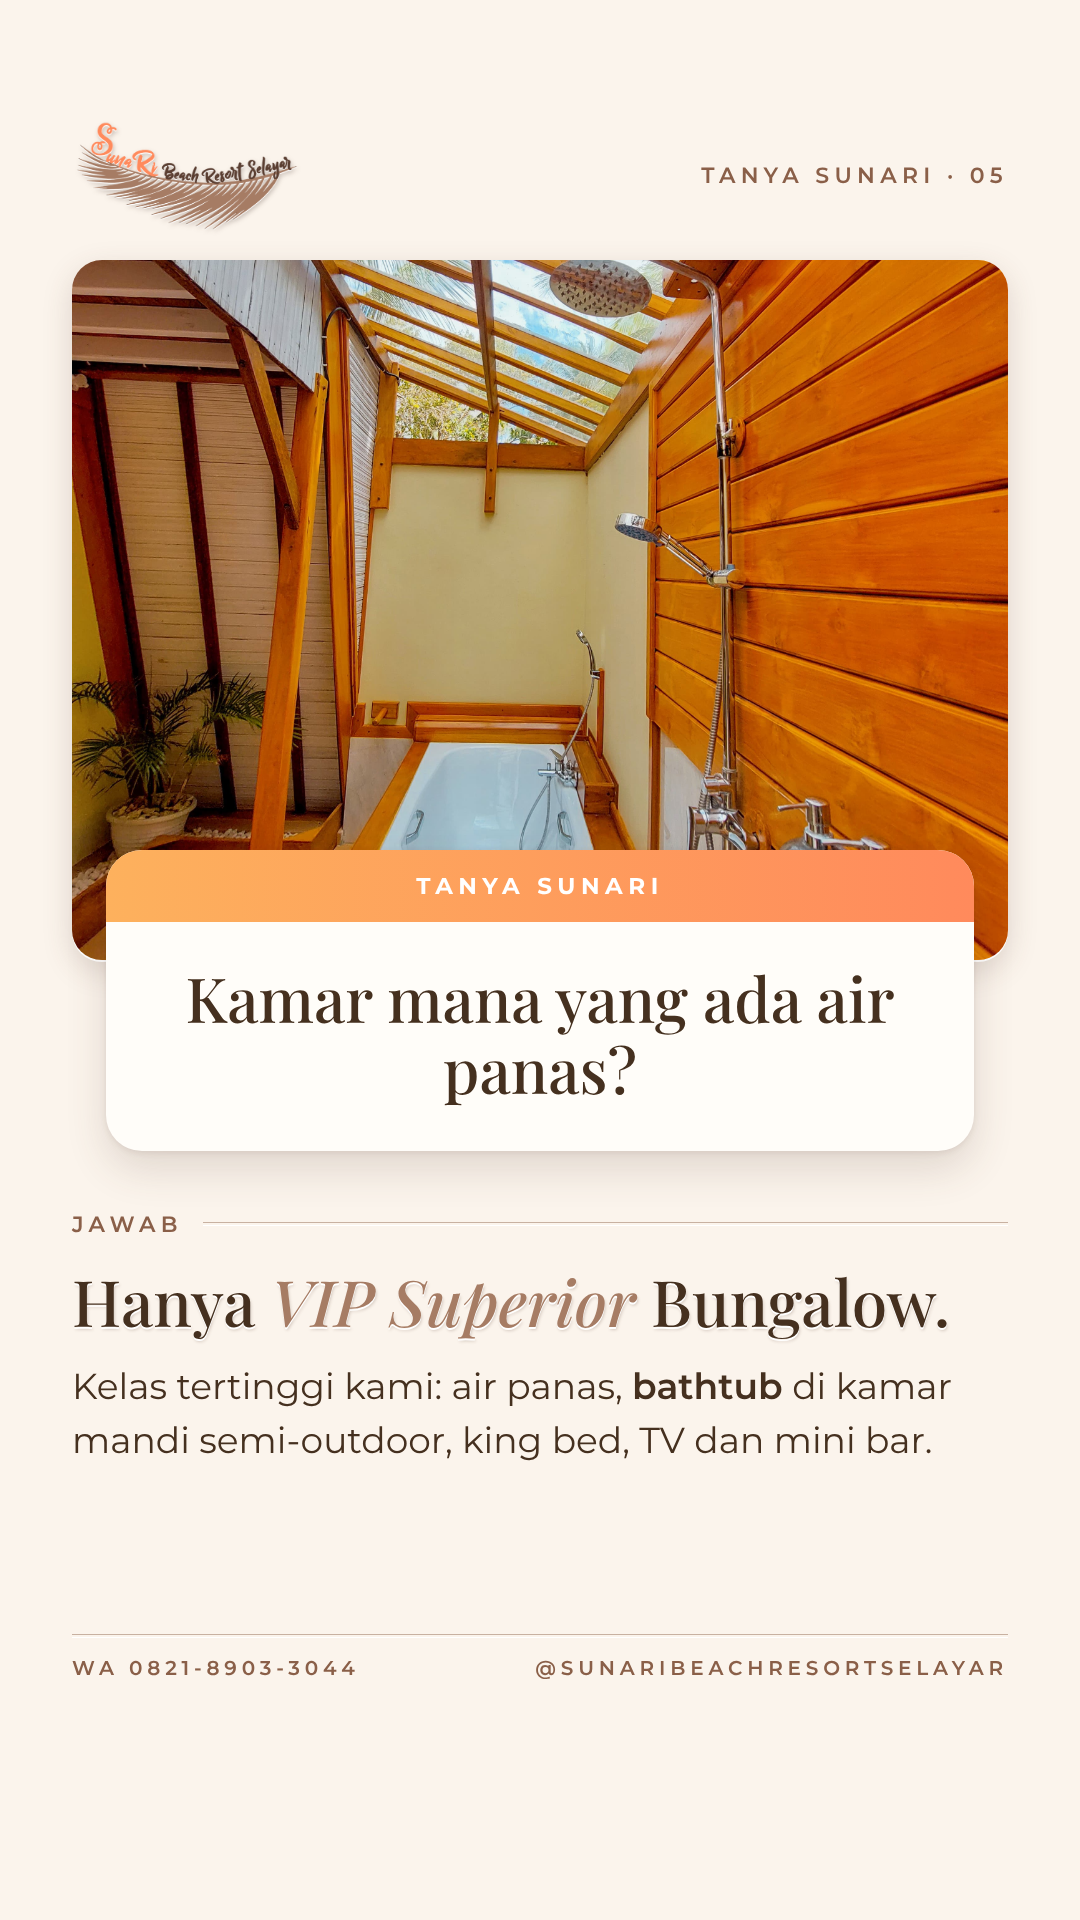 SunaRi Beach Resort Selayar
TANYA SUNARI · 05
TANYA SUNARI
Kamar mana yang ada air
panas?
JAWAB
Hanya VIP Superior Bungalow.
Kelas tertinggi kami: air panas, bathtub di kamar
mandi semi-outdoor, king bed, TV dan mini bar.
WA 0821-8903-3044
@SUNARIBEACHRESORTSELAYAR